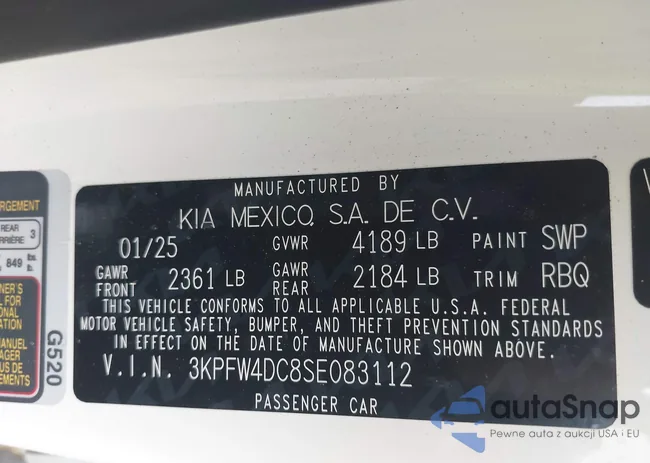 MANUFACTURED BY
KIA MEXICO, S.A. DE C.V.
01/25 GVWR 4189 LB PAINT SWP
GAWR FRONT 2361 LB GAWR REAR 2184 LB TRIM RBQ
THIS VEHICLE CONFORMS TO ALL APPLICABLE U.S.A. FEDERAL
MOTOR VEHICLE SAFETY, BUMPER, AND THEFT PREVENTION STANDARDS
IN EFFECT ON THE DATE OF MANUFACTURE SHOWN ABOVE.
V.I.N. 3KPFW4DC8SE083112
PASSENGER CAR
G520
REAR 3
849 lbs.
autaSnap
Pewne auta z aukcji USA i EU